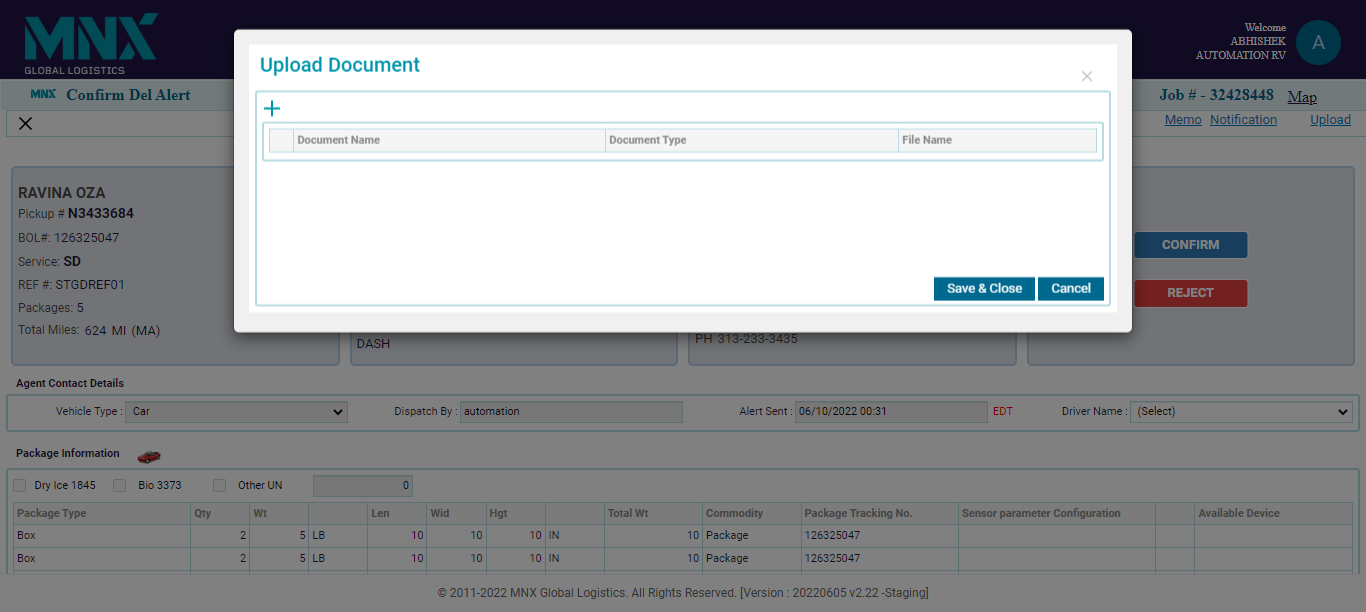 MNX
GLOBAL LOGISTICS
Welcome
ABHISHEK
AUTOMATION RV
A
MNX Confirm Del Alert
Job # - 32428448 Map
Memo Notification Upload
Upload Document
Document Name Document Type File Name
Save & Close Cancel
RAVINA OZA
Pickup # N3433684
BOL#: 126325047
Service: SD
REF #: STGDREF01
Packages: 5
Total Miles: 624 MI (MA)
DASH
PH 313-233-3435
CONFIRM
REJECT
Agent Contact Details
Vehicle Type : Car Dispatch By : automation Alert Sent : 06/10/2022 00:31 EDT Driver Name : (Select)
Package Information
Dry Ice 1845 Bio 3373 Other UN 0
Package Type Qty Wt Len Wid Hgt Total Wt Commodity Package Tracking No. Sensor parameter Configuration Available Device
Box 2 5 LB 10 10 10 IN 10 Package 126325047
Box 2 5 LB 10 10 10 IN 10 Package 126325047
© 2011-2022 MNX Global Logistics. All Rights Reserved. [Version : 20220605 v2.22 -Staging]